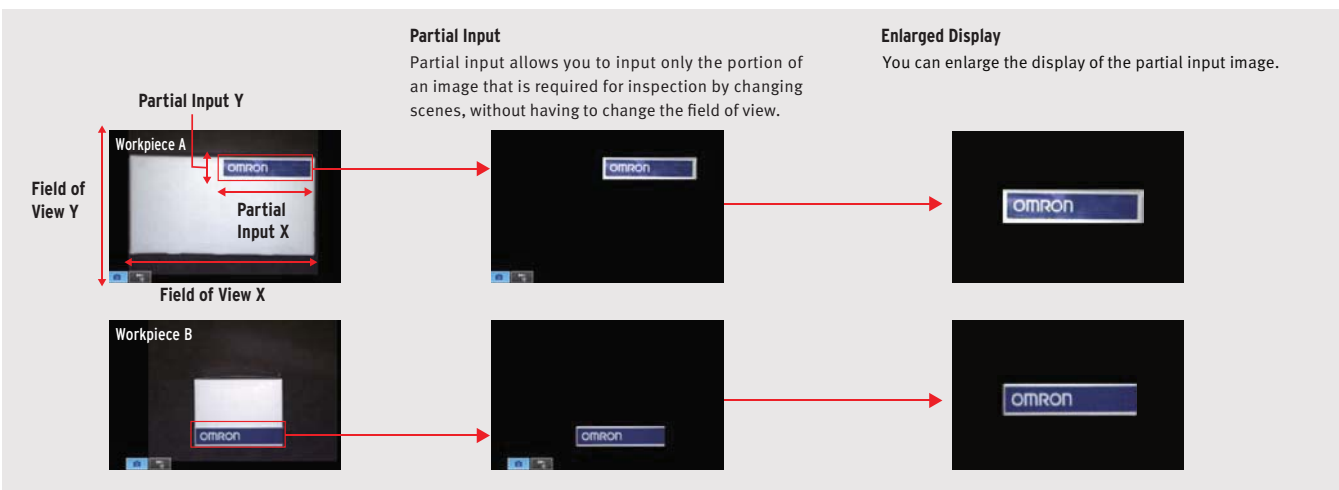 Partial Input
Partial input allows you to input only the portion of
an image that is required for inspection by changing
scenes, without having to change the field of view.
Enlarged Display
You can enlarge the display of the partial input image.
Partial Input Y
Workpiece A
omron
Field of
View Y
Partial
Input X
Field of View X
omron
omron
Workpiece B
omron
omron
omron